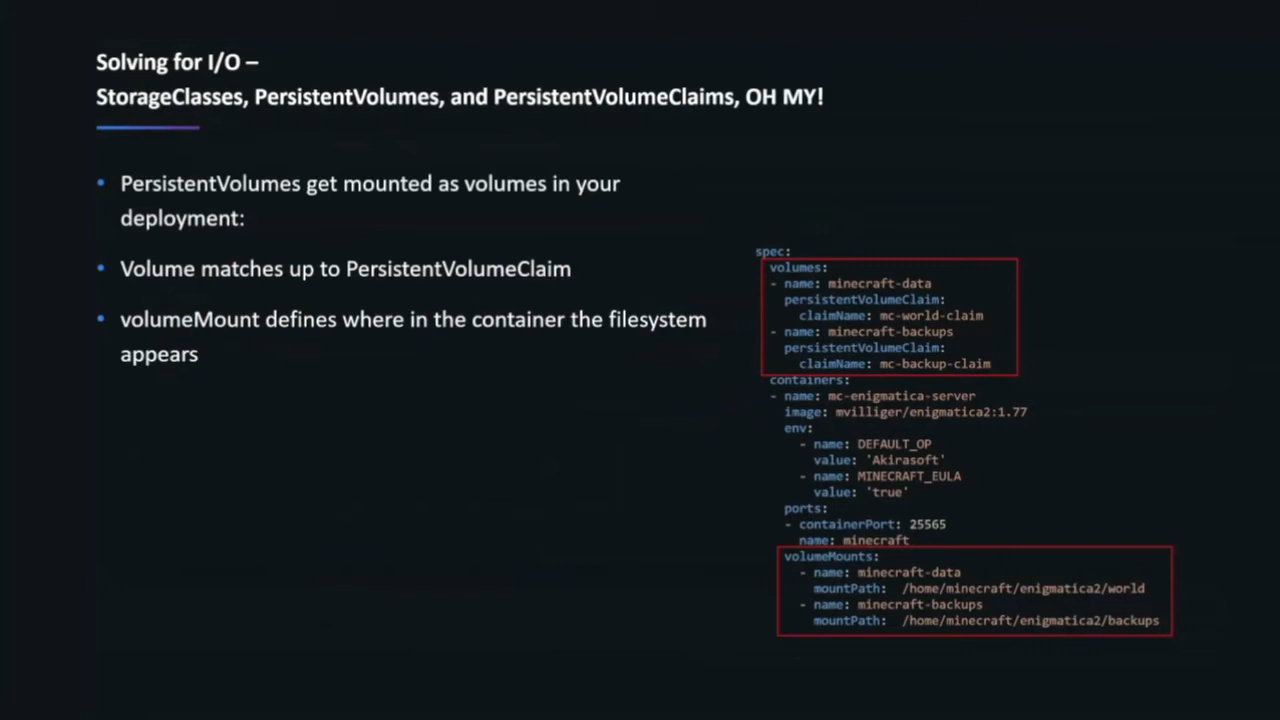 Solving for I/O –
StorageClasses, PersistentVolumes, and PersistentVolumeClaims, OH MY!
• PersistentVolumes get mounted as volumes in your
deployment:
• Volume matches up to PersistentVolumeClaim
• volumeMount defines where in the container the filesystem
appears
spec:
  volumes:
  - name: minecraft-data
    persistentVolumeClaim:
      claimName: mc-world-claim
  - name: minecraft-backups
    persistentVolumeClaim:
      claimName: mc-backup-claim
  containers:
  - name: mc-enigmatica-server
    image: mvilliger/enigmatica2:1.77
    env:
      - name: DEFAULT_OP
        value: 'Akirasoft'
      - name: MINECRAFT_EULA
        value: 'true'
    ports:
    - containerPort: 25565
      name: minecraft
    volumeMounts:
      - name: minecraft-data
        mountPath:  /home/minecraft/enigmatica2/world
      - name: minecraft-backups
        mountPath:  /home/minecraft/enigmatica2/backups